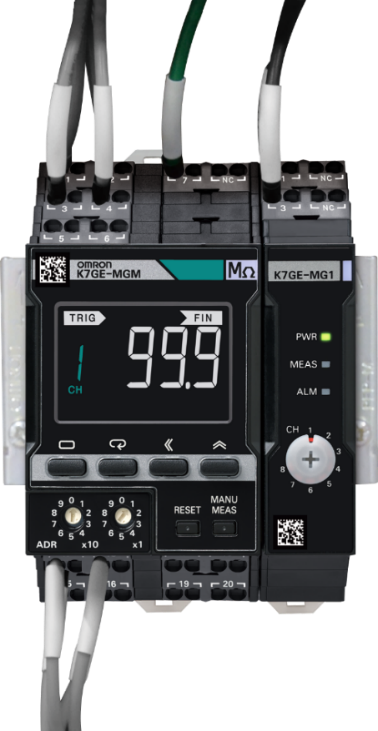 7
NC
1
NC
3
4
3
NC
5
6
OMRON
K7GE-MGM
MΩ
K7GE-MG1
TRIG
FIN
1
CH
99.9
PWR
MEAS
ALM
CH
1
2
3
4
5
6
7
8
RESET
MANU
MEAS
9 0 1
8 2
7 3
6 5 4
9 0 1
8 2
7 3
6 5 4
ADR
x10
x1
16
19
20